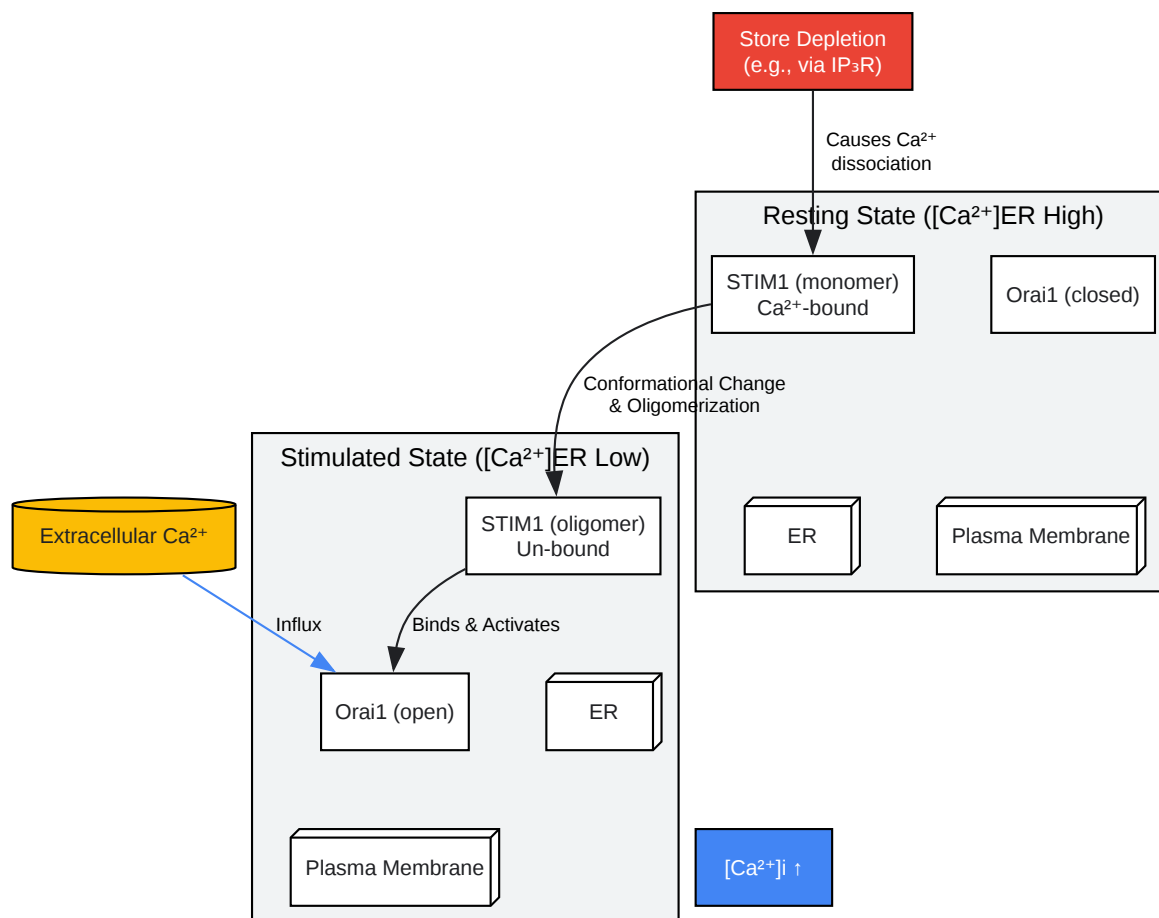 Store Depletion
(e.g., via IP₃R)
Causes Ca²⁺
dissociation
Resting State ([Ca²⁺]ER High)
STIM1 (monomer)
Ca²⁺-bound
Orai1 (closed)
Conformational Change
& Oligomerization
Stimulated State ([Ca²⁺]ER Low)
Extracellular Ca²⁺
STIM1 (oligomer)
Un-bound
ER
Plasma Membrane
Influx
Binds & Activates
Orai1 (open)
ER
Plasma Membrane
[Ca²⁺]i ↑